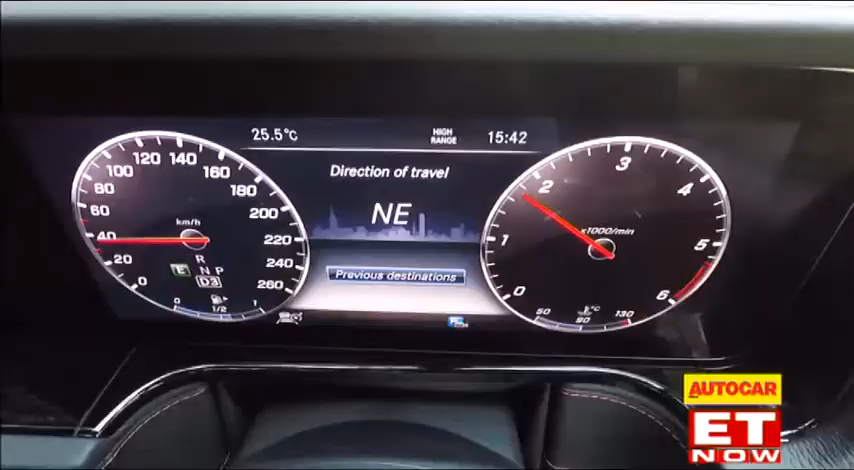 25.5°C
HIGH
RANGE
15:42
Direction of travel
NE
Previous destinations
km/h
0
20
40
60
80
100
120
140
160
180
200
220
240
260
R
N P
D3
E
0
1/2
1
x1000/min
0
1
2
3
4
5
6
°C
50
90
130
AUTOCAR
ET
NOW